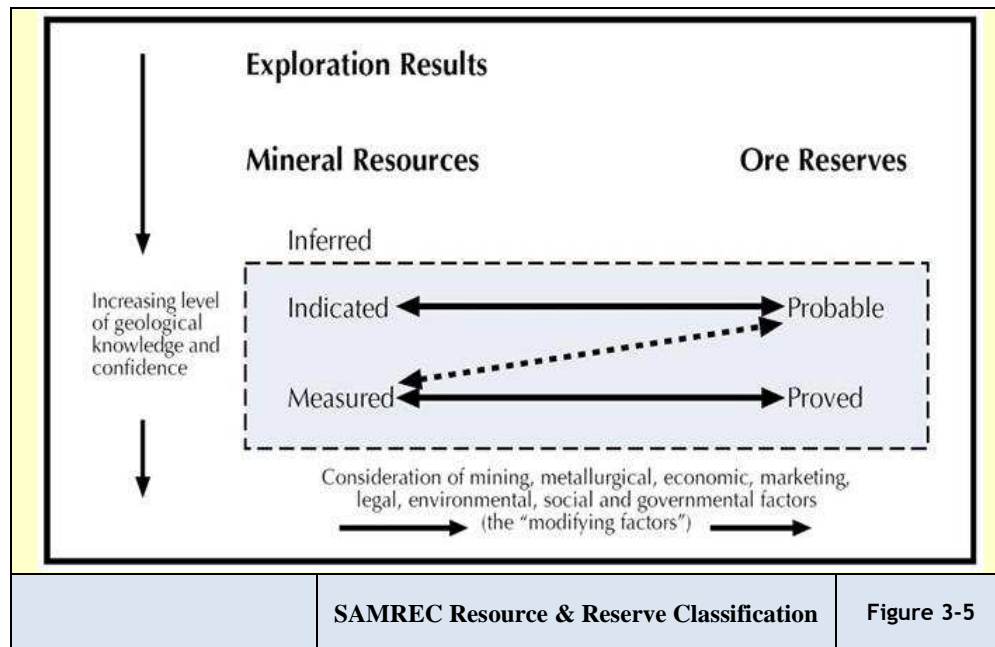 Exploration Results
Mineral Resources
Ore Reserves
Inferred
Increasing level
of geological
knowledge and
confidence
Indicated
Probable
Measured
Proved
Consideration of mining, metallurgical, economic, marketing,
legal, environmental, social and governmental factors
(the “modifying factors”)
SAMREC Resource & Reserve Classification
Figure 3-5